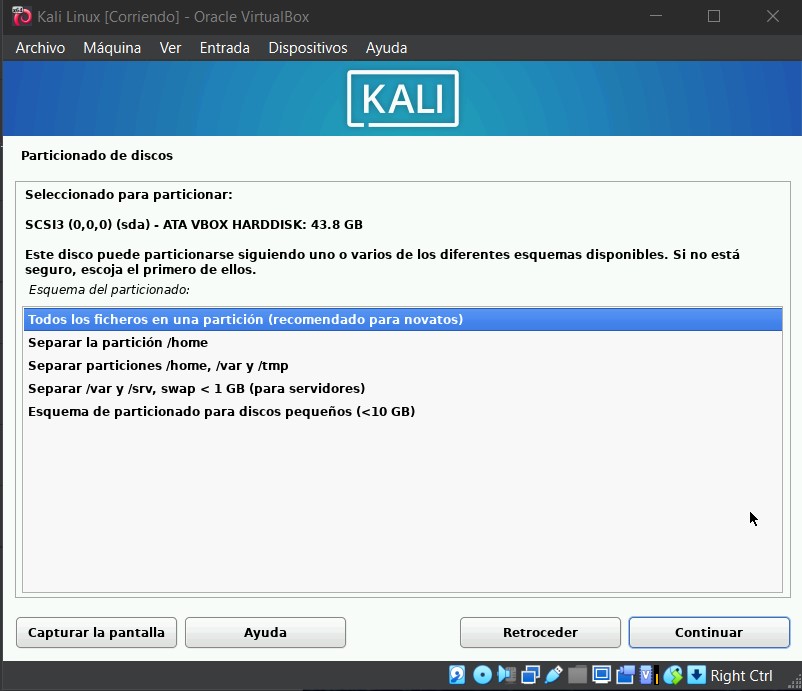 Kali Linux [Corriendo] - Oracle VirtualBox
Archivo Máquina Ver Entrada Dispositivos Ayuda
KALI
Particionado de discos
Seleccionado para particionar:
SCSI3 (0,0,0) (sda) - ATA VBOX HARDDISK: 43.8 GB
Este disco puede particionarse siguiendo uno o varios de los diferentes esquemas disponibles. Si no está
seguro, escoja el primero de ellos.
Esquema del particionado:
Todos los ficheros en una partición (recomendado para novatos)
Separar la partición /home
Separar particiones /home, /var y /tmp
Separar /var y /srv, swap < 1 GB (para servidores)
Esquema de particionado para discos pequeños (<10 GB)
Capturar la pantalla Ayuda Retroceder Continuar
Right Ctrl